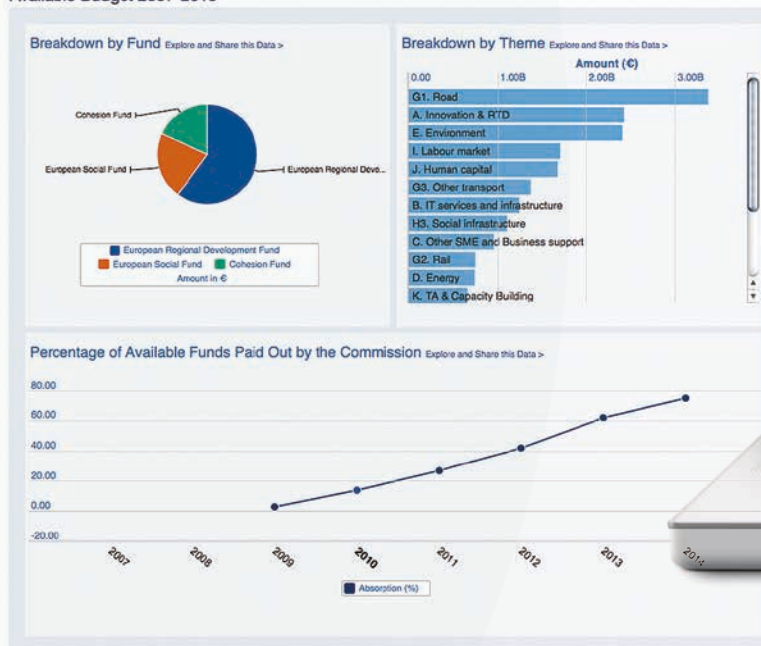 Breakdown by Fund Explore and Share this Data >
Cohesion Fund
European Social Fund
European Regional Deve...
European Regional Development Fund
European Social Fund Cohesion Fund
Amount in €
Breakdown by Theme Explore and Share this Data >
Amount (€)
0.00 1.00B 2.00B 3.00B
G1. Road
A. Innovation & RTD
E. Environment
I. Labour market
J. Human capital
G3. Other transport
B. IT services and infrastructure
H3. Social infrastructure
C. Other SME and Business support
G2. Rail
D. Energy
K. TA & Capacity Building
Percentage of Available Funds Paid Out by the Commission Explore and Share this Data >
80.00
60.00
40.00
20.00
0.00
-20.00
2007 2008 2009 2010 2011 2012 2013 2014
Absorption (%)